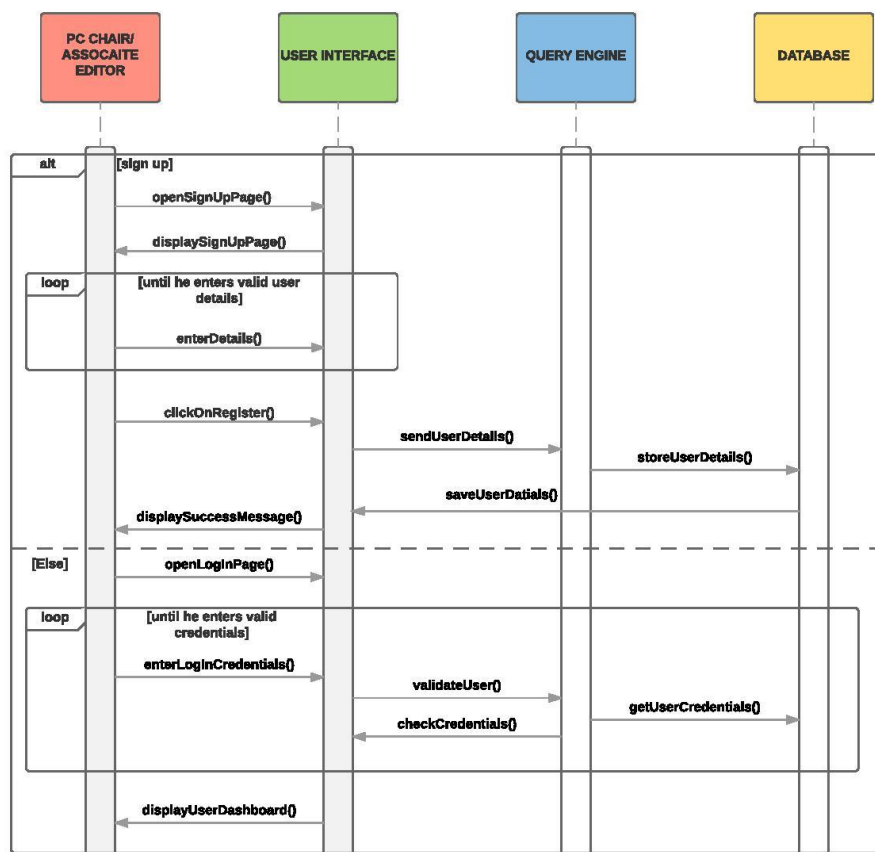 PC CHAIR/
ASSOCAITE
EDITOR
USER INTERFACE
QUERY ENGINE
DATABASE
alt
[sign up]
openSignUpPage()
displaySignUpPage()
loop
[until he enters valid user
details]
enterDetails()
clickOnRegister()
sendUserDetails()
storeUserDetails()
saveUserDatials()
displaySuccessMessage()
[Else]
openLogInPage()
loop
[until he enters valid
credentials]
enterLogInCredentials()
validateUser()
getUserCredentials()
checkCredentials()
displayUserDashboard()